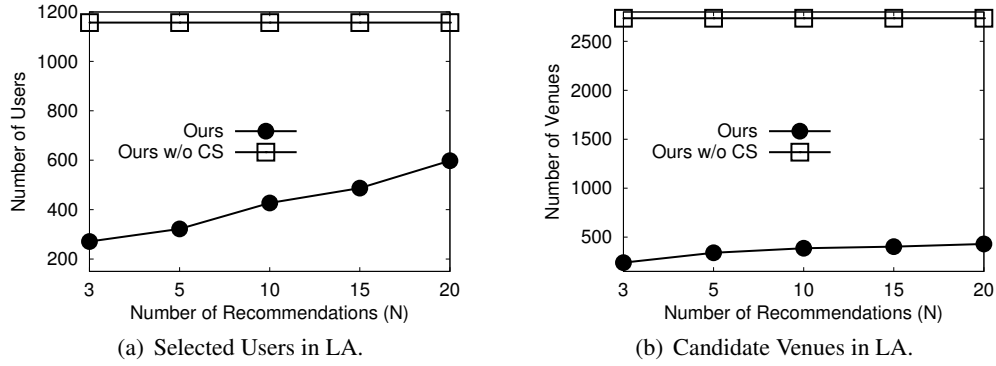 1200
1000
800
600
400
200
Number of Users
Ours
Ours w/o CS
3 5 10 15 20
Number of Recommendations (N)
(a) Selected Users in LA.
2500
2000
1500
1000
500
Number of Venues
Ours
Ours w/o CS
3 5 10 15 20
Number of Recommendations (N)
(b) Candidate Venues in LA.